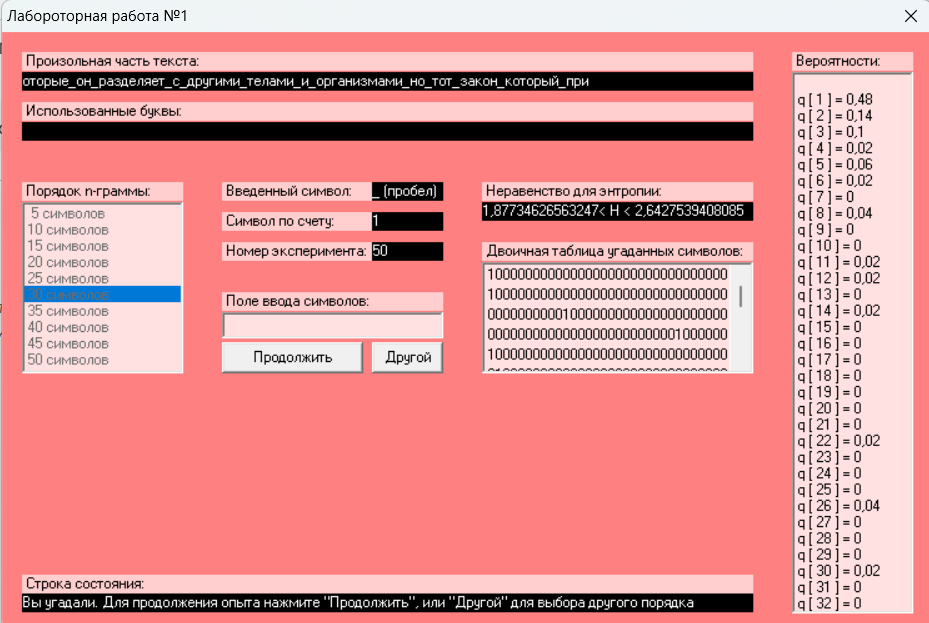 Лабороторная работа №1
Произольная часть текста:
оторые_он_разделяет_с_другими_телами_и_организмами_но_тот_закон_который_при
Использованные буквы:
Порядок n-граммы:
5 символов
10 символов
15 символов
20 символов
25 символов
30 символов
35 символов
40 символов
45 символов
50 символов
Введенный символ: _ (пробел)
Символ по счету: 1
Номер эксперимента: 50
Поле ввода символов:
Продолжить
Другой
Неравенство для энтропии:
1,87734626563247< H < 2,6427539408085
Двоичная таблица угаданных символов:
10000000000000000000000000000000
10000000000000000000000000000000
00000000001000000000000000000000
00000000000000000000000001000000
10000000000000000000000000000000
Вероятности:
q [ 1 ] = 0,48
q [ 2 ] = 0,14
q [ 3 ] = 0,1
q [ 4 ] = 0,02
q [ 5 ] = 0,06
q [ 6 ] = 0,02
q [ 7 ] = 0
q [ 8 ] = 0,04
q [ 9 ] = 0
q [ 10 ] = 0
q [ 11 ] = 0,02
q [ 12 ] = 0,02
q [ 13 ] = 0
q [ 14 ] = 0,02
q [ 15 ] = 0
q [ 16 ] = 0
q [ 17 ] = 0
q [ 18 ] = 0
q [ 19 ] = 0
q [ 20 ] = 0
q [ 21 ] = 0
q [ 22 ] = 0,02
q [ 23 ] = 0
q [ 24 ] = 0
q [ 25 ] = 0
q [ 26 ] = 0,04
q [ 27 ] = 0
q [ 28 ] = 0
q [ 29 ] = 0
q [ 30 ] = 0,02
q [ 31 ] = 0
q [ 32 ] = 0
Строка состояния:
Вы угадали. Для продолжения опыта нажмите "Продолжить", или "Другой" для выбора другого порядка